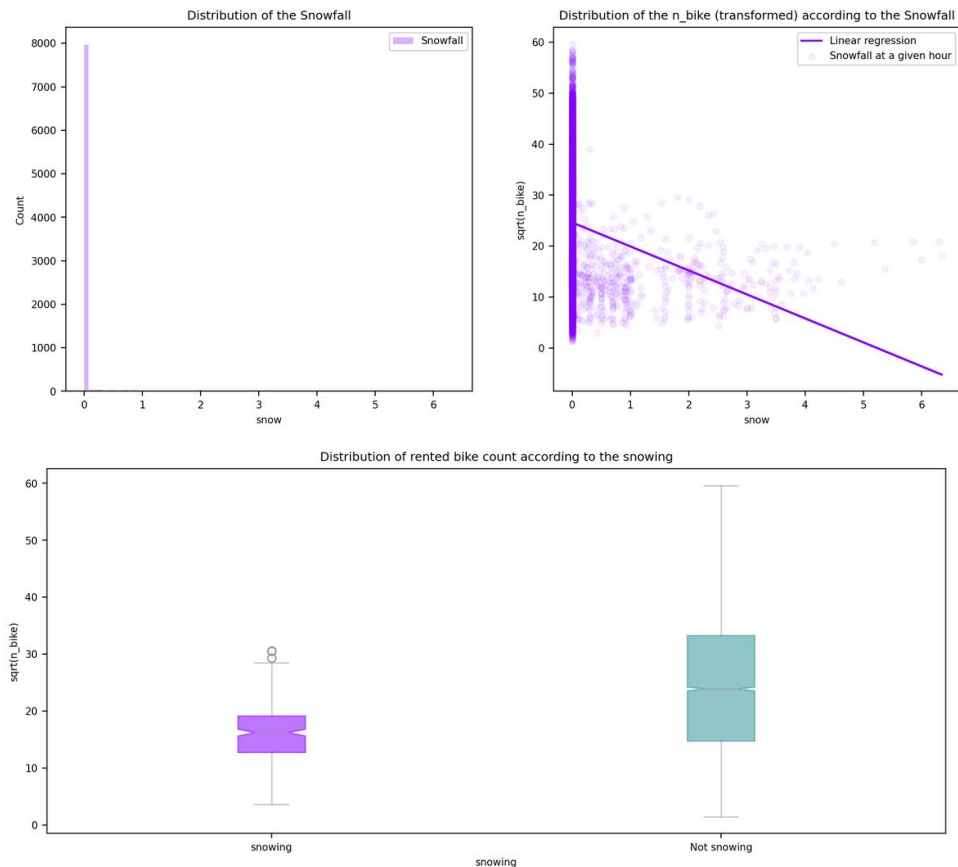 Distribution of the Snowfall
8000
7000
6000
5000
4000
3000
2000
1000
0
Count
Snowfall
0 1 2 3 4 5 6
snow
Distribution of the n_bike (transformed) according to the Snowfall
60
50
40
30
20
10
0
sqrt(n_bike)
Linear regression
Snowfall at a given hour
0 1 2 3 4 5 6
snow
Distribution of rented bike count according to the snowing
60
50
40
30
20
10
0
sqrt(n_bike)
snowing Not snowing
snowing